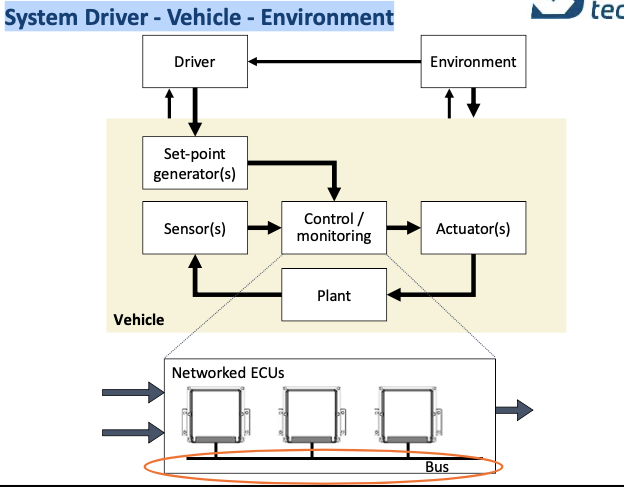 System Driver - Vehicle - Environment
tec
Driver
Environment
Set-point
generator(s)
Sensor(s)
Control /
monitoring
Actuator(s)
Plant
Vehicle
Networked ECUs
Bus